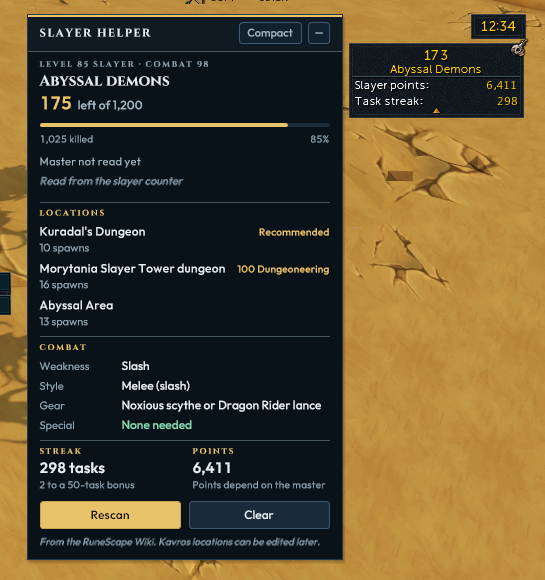 SLAYER HELPER
Compact
–
LEVEL 85 SLAYER · COMBAT 98
ABYSSAL DEMONS
175 left of 1,200
1,025 killed 85%
Master not read yet
Read from the slayer counter
LOCATIONS
Kuradal's Dungeon Recommended
10 spawns
Morytania Slayer Tower dungeon 100 Dungeoneering
16 spawns
Abyssal Area
13 spawns
COMBAT
Weakness Slash
Style Melee (slash)
Gear Noxious scythe or Dragon Rider lance
Special None needed
STREAK POINTS
298 tasks 6,411
2 to a 50-task bonus Points depend on the master
Rescan Clear
From the RuneScape Wiki. Kavros locations can be edited later.
12:34
173
Abyssal Demons
Slayer points: 6,411
Task streak: 298